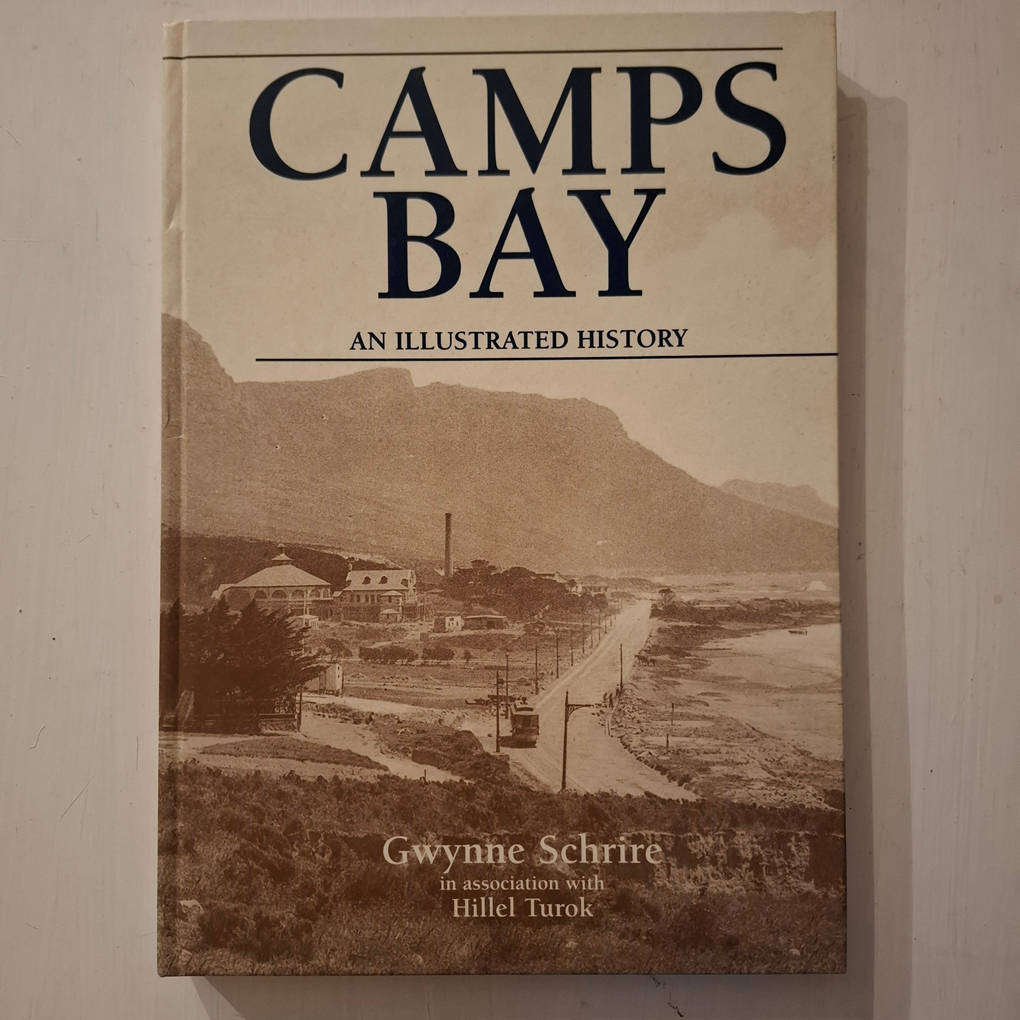 CAMPS
BAY
AN ILLUSTRATED HISTORY
Gwynne Schrire
in association with
Hillel Turok